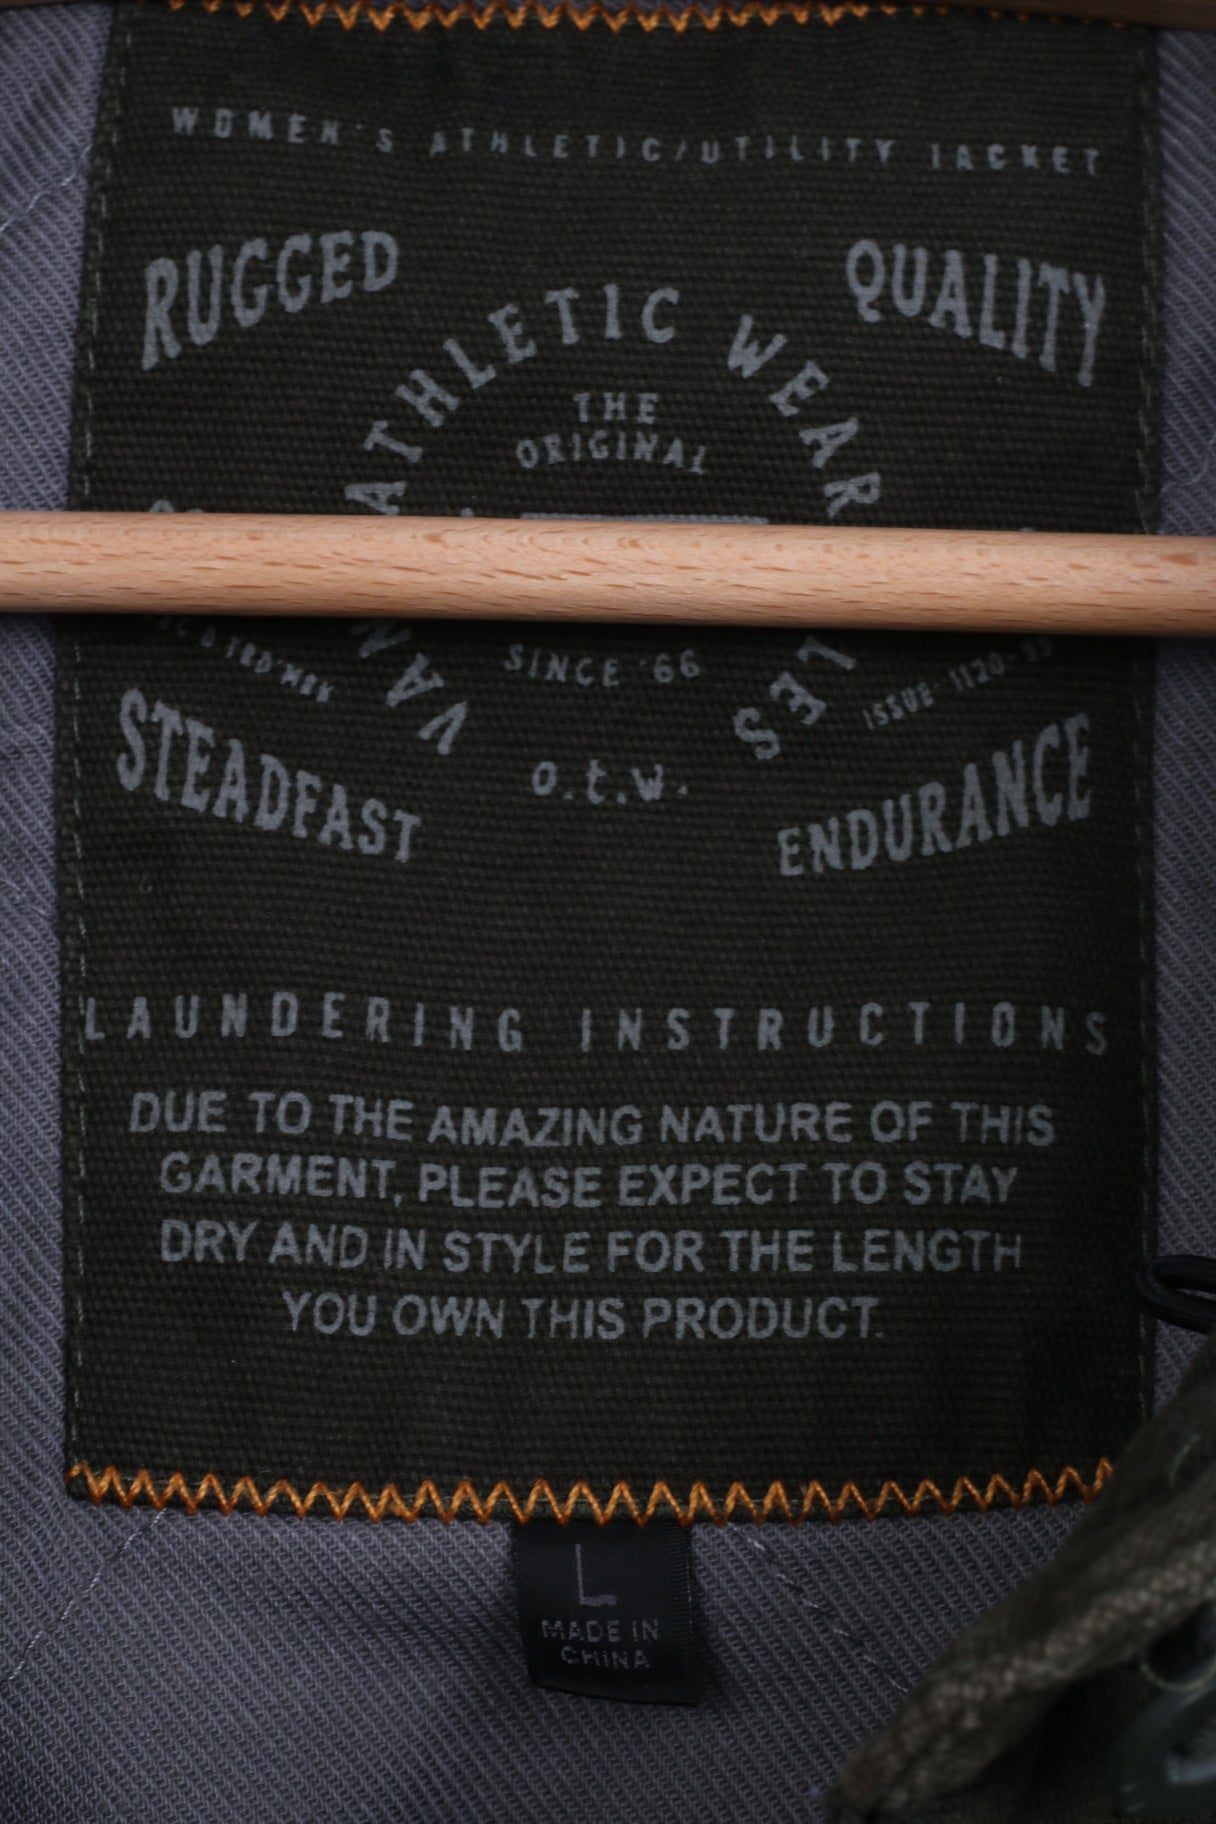 WOMEN'S ATHLETIC/UTILITY JACKET
RUGGED
QUALITY
ATHLETIC WEAR
THE
ORIGINAL
SINCE '66
o.t.w.
STEADFAST
ENDURANCE
LAUNDERING INSTRUCTIONS
DUE TO THE AMAZING NATURE OF THIS
GARMENT, PLEASE EXPECT TO STAY
DRY AND IN STYLE FOR THE LENGTH
YOU OWN THIS PRODUCT.
L
MADE IN
CHINA